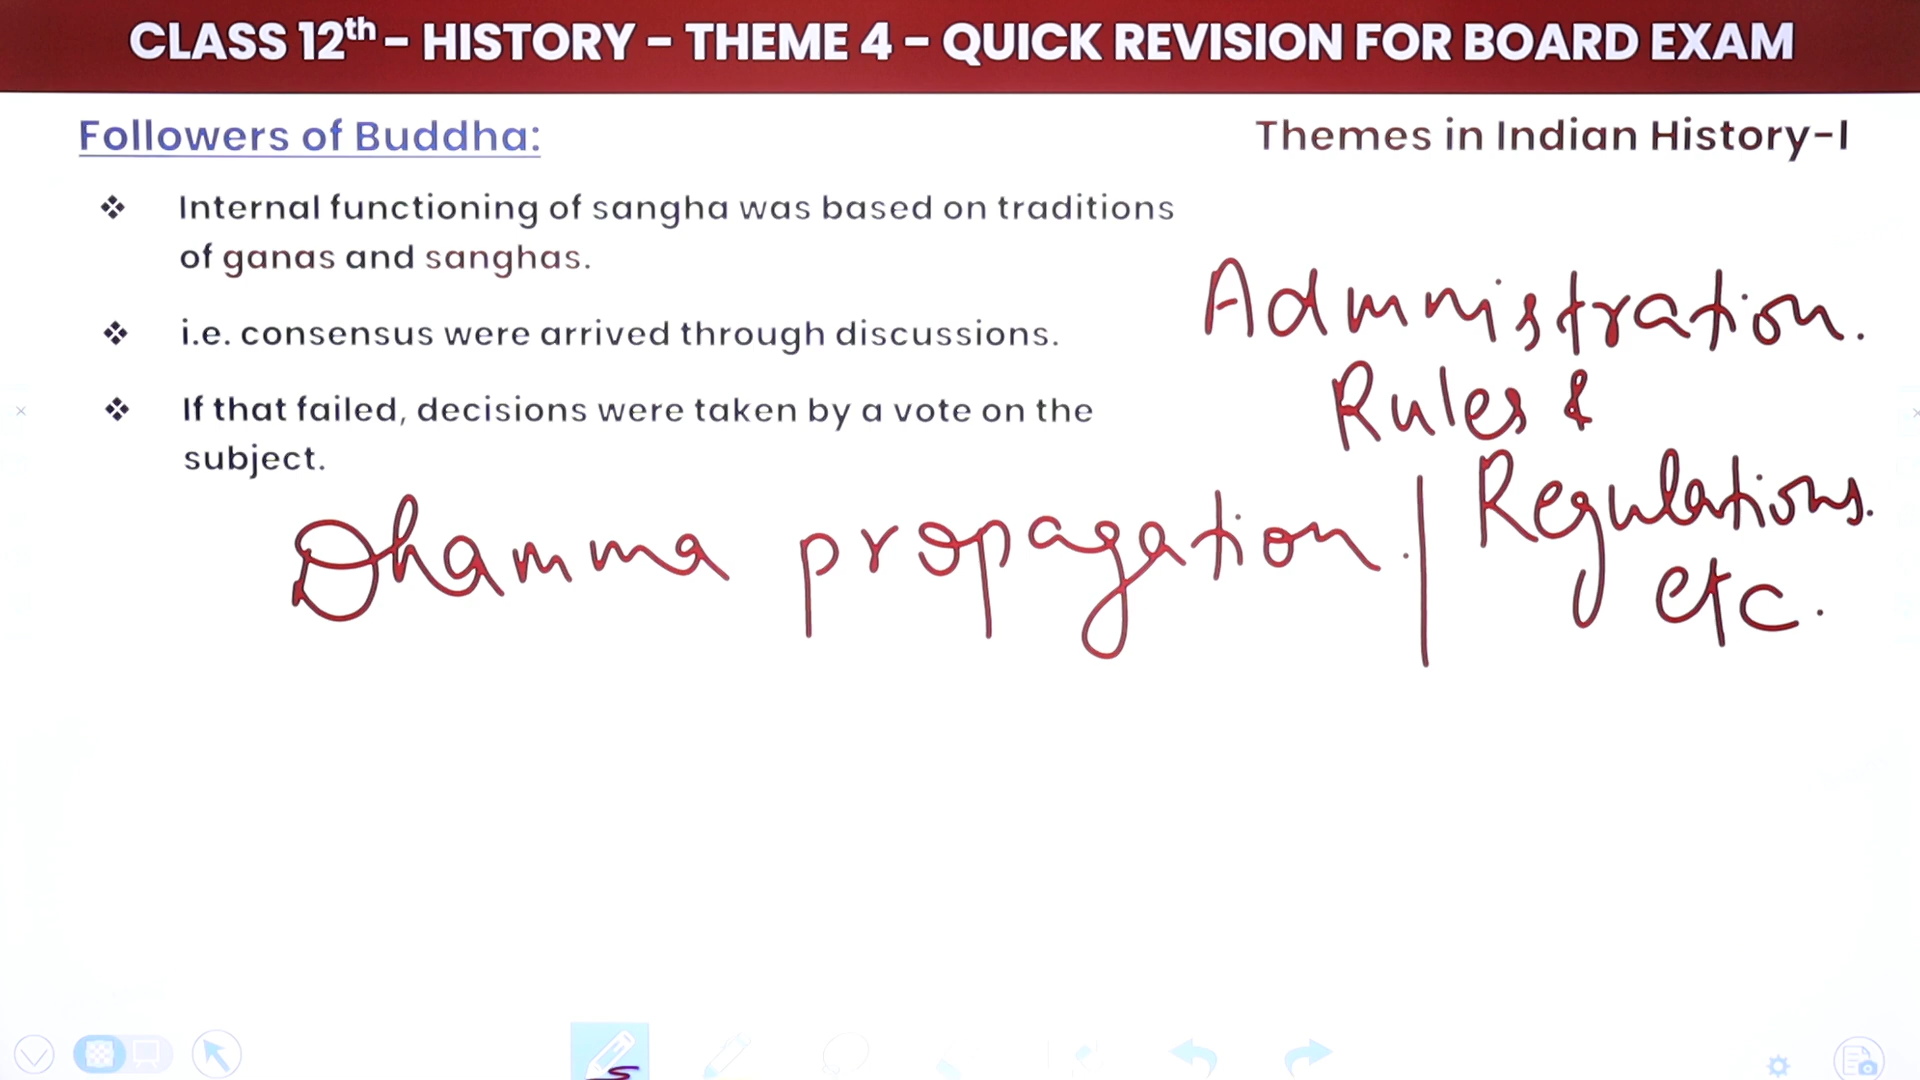 CLASS 12th – HISTORY – THEME 4 – QUICK REVISION FOR BOARD EXAM
Followers of Buddha:
Themes in Indian History-I
❖ Internal functioning of sangha was based on traditions
of ganas and sanghas.
❖ i.e. consensus were arrived through discussions.
❖ If that failed, decisions were taken by a vote on the
subject.
Admnistration.
Rules &
Regulations.
etc.
Dhamma propagation.